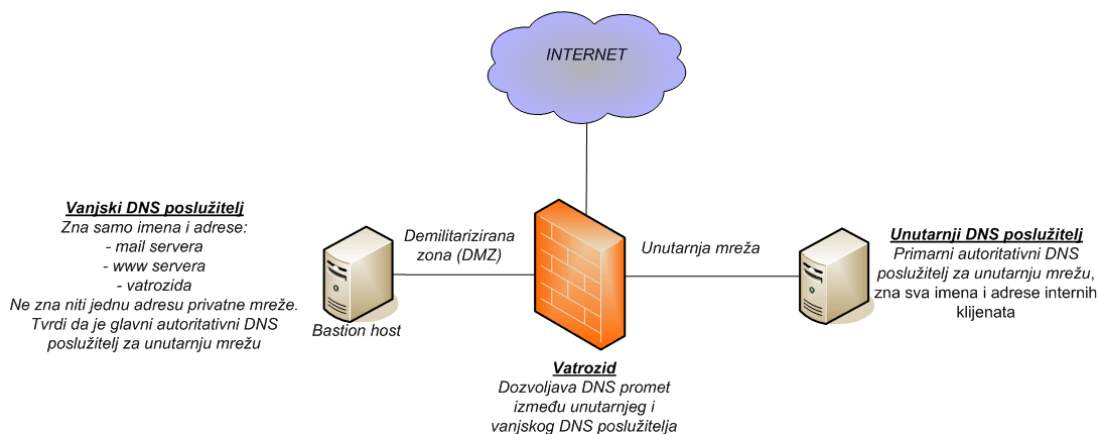 INTERNET
Vanjski DNS poslužitelj
Zna samo imena i adrese:
- mail servera
- www servera
- vatrozida
Ne zna niti jednu adresu privatne mreže.
Tvrdi da je glavni autoritativni DNS
poslužitelj za unutarnju mrežu
Bastion host
Demilitarizirana
zona (DMZ)
Unutarnja mreža
Unutarnji DNS poslužitelj
Primarni autoritativni DNS
poslužitelj za unutarnju mrežu,
zna sva imena i adrese internih
klijenata
Vatrozid
Dozvoljava DNS promet
između unutarnjeg i
vanjskog DNS poslužitelja